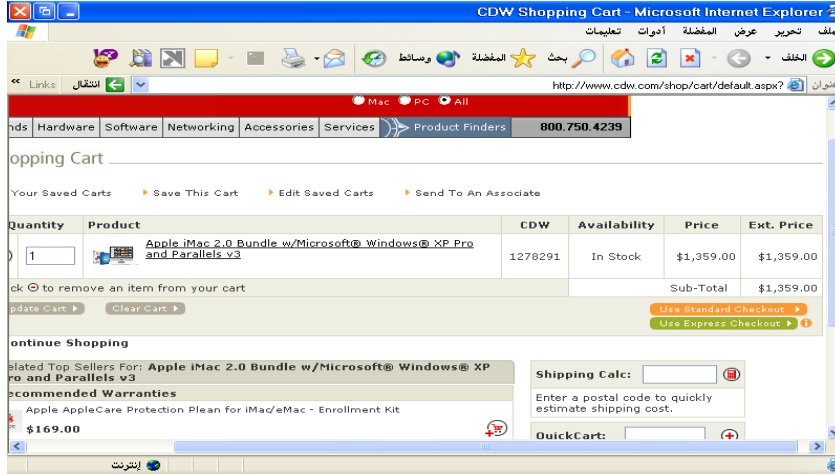 CDW Shopping Cart - Microsoft Internet Explorer
ملف تحرير عرض المفضلة أدوات تعليمات
الخلف بحث المفضلة وسائط
عنوان http://www.cdw.com/shop/cart/default.aspx? انتقال Links
Mac PC All
nds Hardware Software Networking Accessories Services Product Finders 800.750.4239
opping Cart
Your Saved Carts Save This Cart Edit Saved Carts Send To An Associate
Quantity Product CDW Availability Price Ext. Price
1 Apple iMac 2.0 Bundle w/Microsoft® Windows® XP Pro
and Parallels v3 1278291 In Stock $1,359.00 $1,359.00
ck to remove an item from your cart Sub-Total $1,359.00
pdate Cart Clear Cart Use Standard Checkout
Use Express Checkout
ontinue Shopping
elated Top Sellers For: Apple iMac 2.0 Bundle w/Microsoft® Windows® XP
ro and Parallels v3
ecommended Warranties
Apple AppleCare Protection Plean for iMac/eMac - Enrollment Kit
$169.00
Shipping Calc:
Enter a postal code to quickly
estimate shipping cost.
QuickCart:
إنترنت